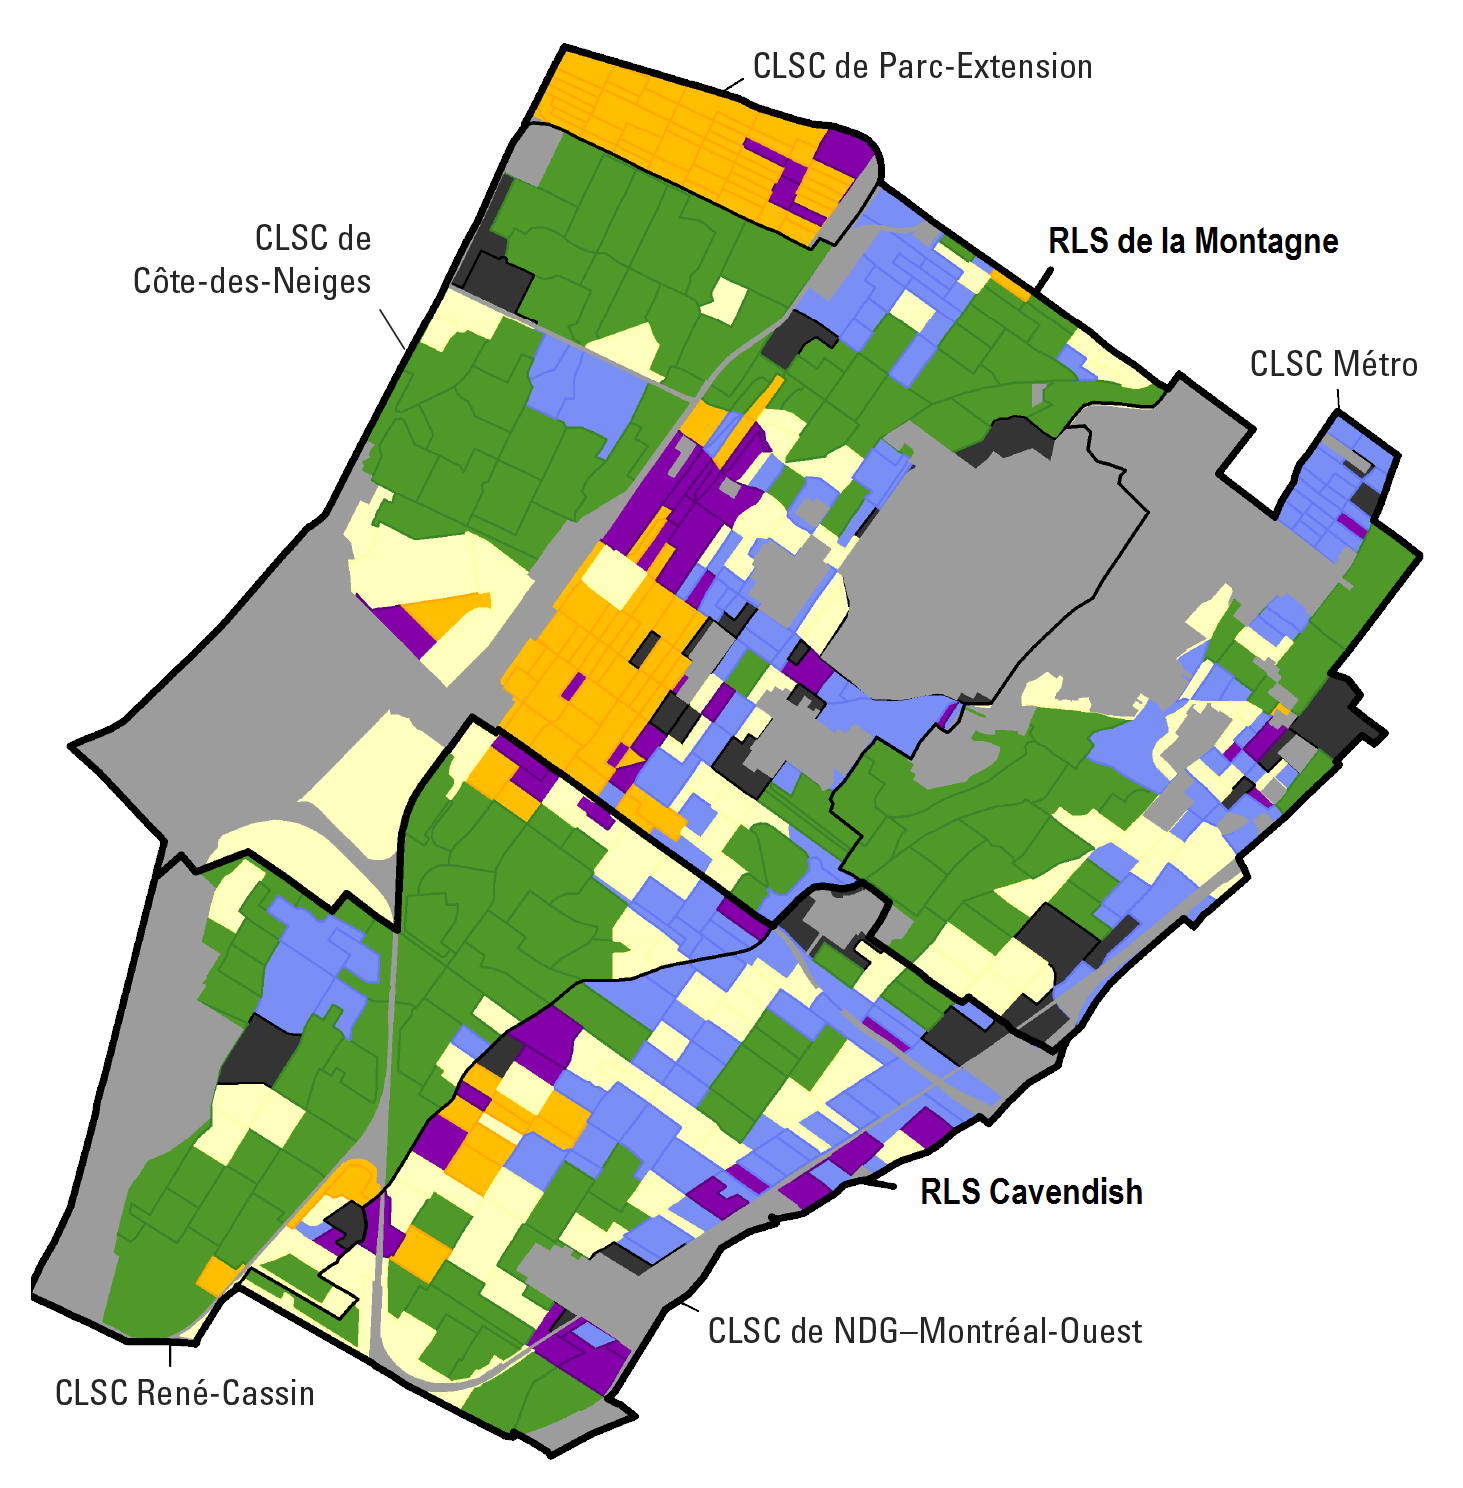 CLSC de Parc-Extension
CLSC de
Côte-des-Neiges
RLS de la Montagne
CLSC Métro
RLS Cavendish
CLSC de NDG–Montréal-Ouest
CLSC René-Cassin